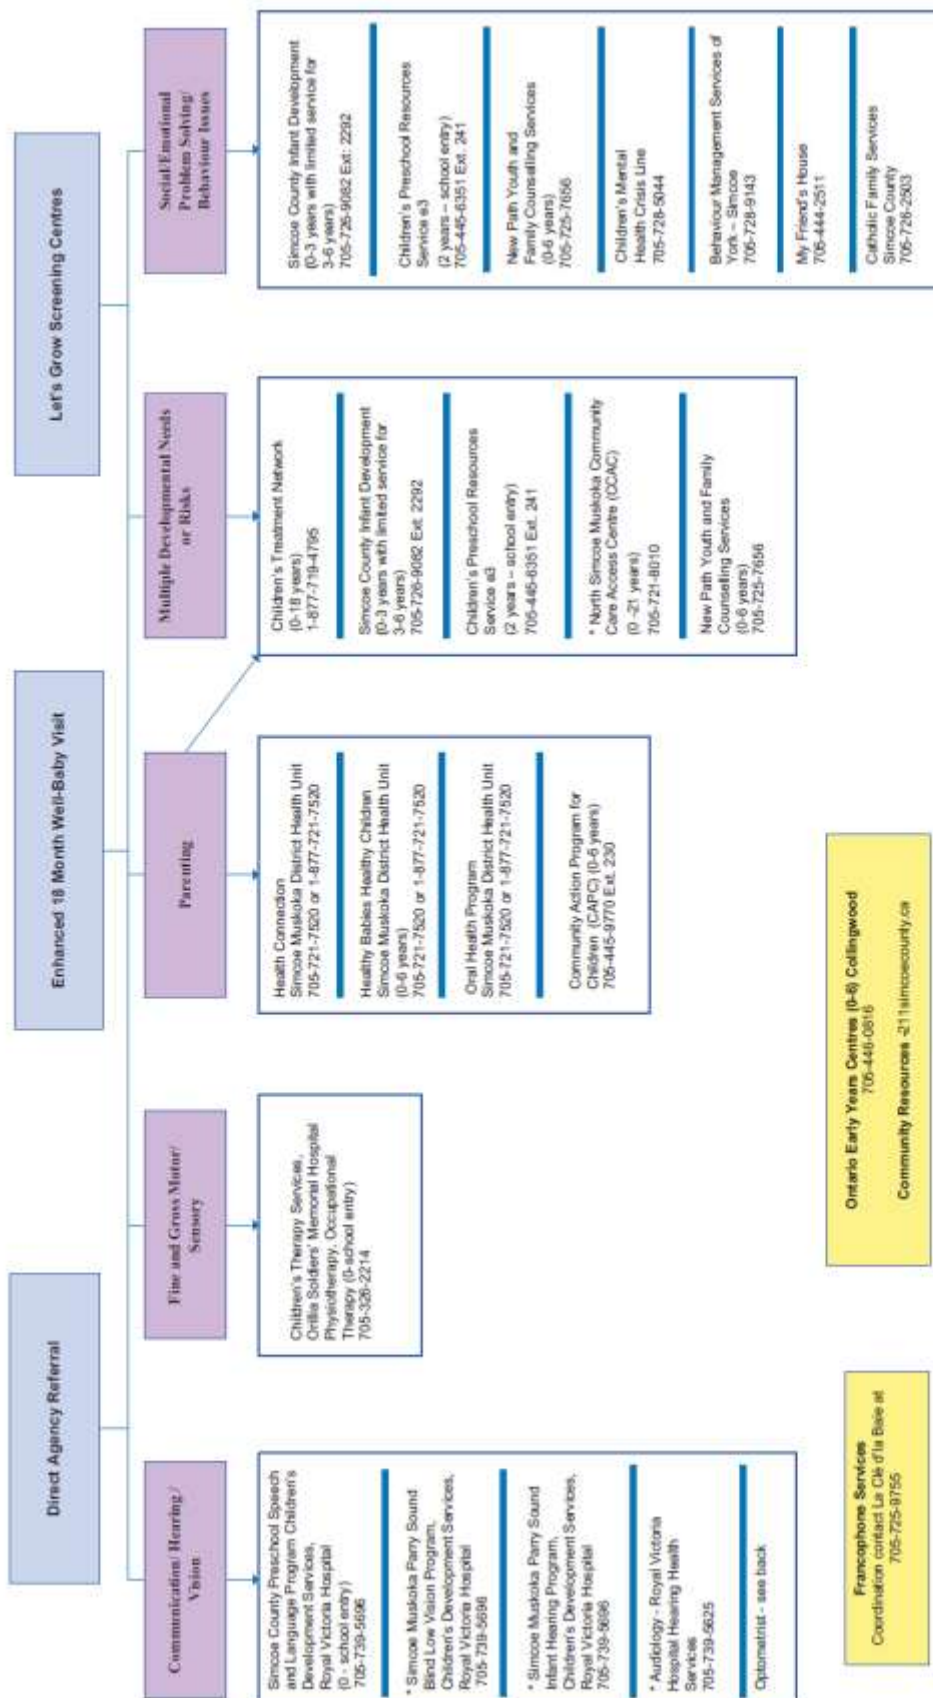 Direct Agency Referral
Enhanced 18 Month Well-Baby Visit
Let's Grow Screening Centres
Communication/ Hearing /
Vision
Fine and Gross Motor/
Sensory
Parenting
Multiple Developmental Needs
or Risks
Social/Emotional
Problem Solving/
Behaviour Issues
Simcoe County Preschool Speech
and Language Program Children's
Development Services,
Royal Victoria Hospital
(0 - school entry)
705-739-5696
* Simcoe Muskoka Parry Sound
Blind Low Vision Program,
Children's Development Services,
Royal Victoria Hospital
705-739-5696
* Simcoe Muskoka Parry Sound
Infant Hearing Program,
Children's Development Services,
Royal Victoria Hospital
705-739-5696
* Audiology - Royal Victoria
Hospital Hearing Health
Services
705-739-5625
Optometrist - see back
Children's Therapy Services,
Orillia Soldiers' Memorial Hospital
Physiotherapy, Occupational
Therapy (0-school entry)
705-326-2214
Health Connection
Simcoe Muskoka District Health Unit
705-721-7520 or 1-877-721-7520
Healthy Babies Healthy Children
Simcoe Muskoka District Health Unit
(0-6 years)
705-721-7520 or 1-877-721-7520
Oral Health Program
Simcoe Muskoka District Health Unit
705-721-7520 or 1-877-721-7520
Community Action Program for
Children (CAPC) (0-6 years)
705-445-9770 Ext. 230
Children's Treatment Network
(0-18 years)
1-877-719-4795
Simcoe County Infant Development
(0-3 years with limited service for
3-6 years)
705-726-9082 Ext: 2292
Children's Preschool Resources
Service e3
(2 years – school entry)
705-445-6351 Ext. 241
* North Simcoe Muskoka Community
Care Access Centre (CCAC)
(0 -21 years)
705-721-8010
New Path Youth and Family
Counselling Services
(0-6 years)
705-725-7656
Simcoe County Infant Development
(0-3 years with limited service for
3-6 years)
705-726-9082 Ext: 2292
Children's Preschool Resources
Service e3
(2 years – school entry)
705-445-6351 Ext. 241
New Path Youth and
Family Counselling Services
(0-6 years)
705-725-7656
Children's Mental
Health Crisis Line
705-728-5044
Behaviour Management Services of
York – Simcoe
705-728-9143
My Friend's House
705-444-2511
Catholic Family Services
Simcoe County
705-726-2503
Francophone Services
Coordination contact La Clé d'la Baie at
705-725-9755
Ontario Early Years Centres (0-6) Collingwood
705-446-0816
Community Resources -211simcoecounty.ca